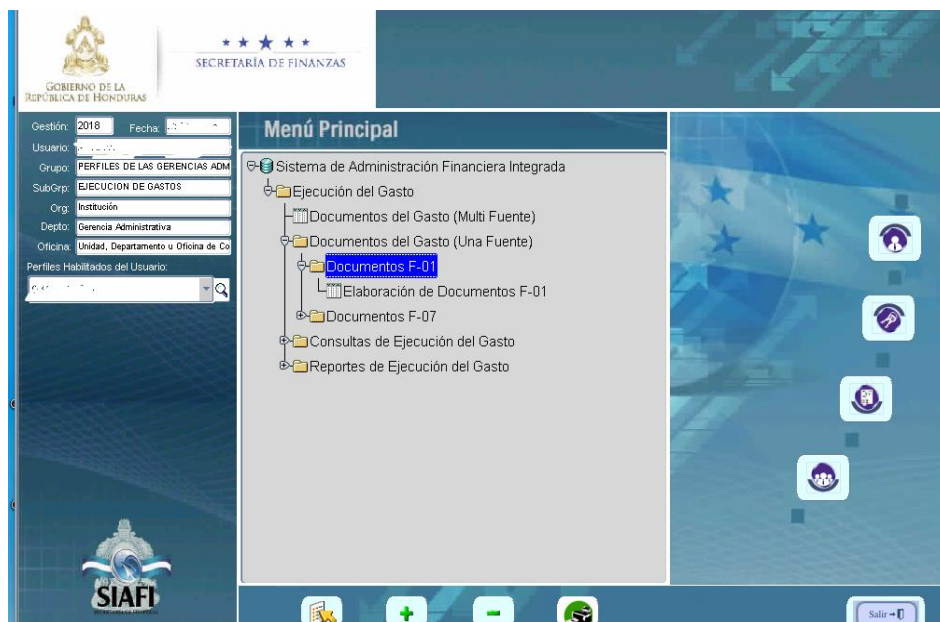 GOBIERNO DE LA
REPÚBLICA DE HONDURAS
SECRETARÍA DE FINANZAS
Gestión: 2018 Fecha:
Usuario:
Grupo: PERFILES DE LAS GERENCIAS ADM
SubGrp: EJECUCION DE GASTOS
Org: Institución
Depto: Gerencia Administrativa
Oficina: Unidad, Departamento u Oficina de Co
Perfiles Habilitados del Usuario:
Menú Principal
Sistema de Administración Financiera Integrada
Ejecución del Gasto
Documentos del Gasto (Multi Fuente)
Documentos del Gasto (Una Fuente)
Documentos F-01
Elaboración de Documentos F-01
Documentos F-07
Consultas de Ejecución del Gasto
Reportes de Ejecución del Gasto
SIAFI
Salir